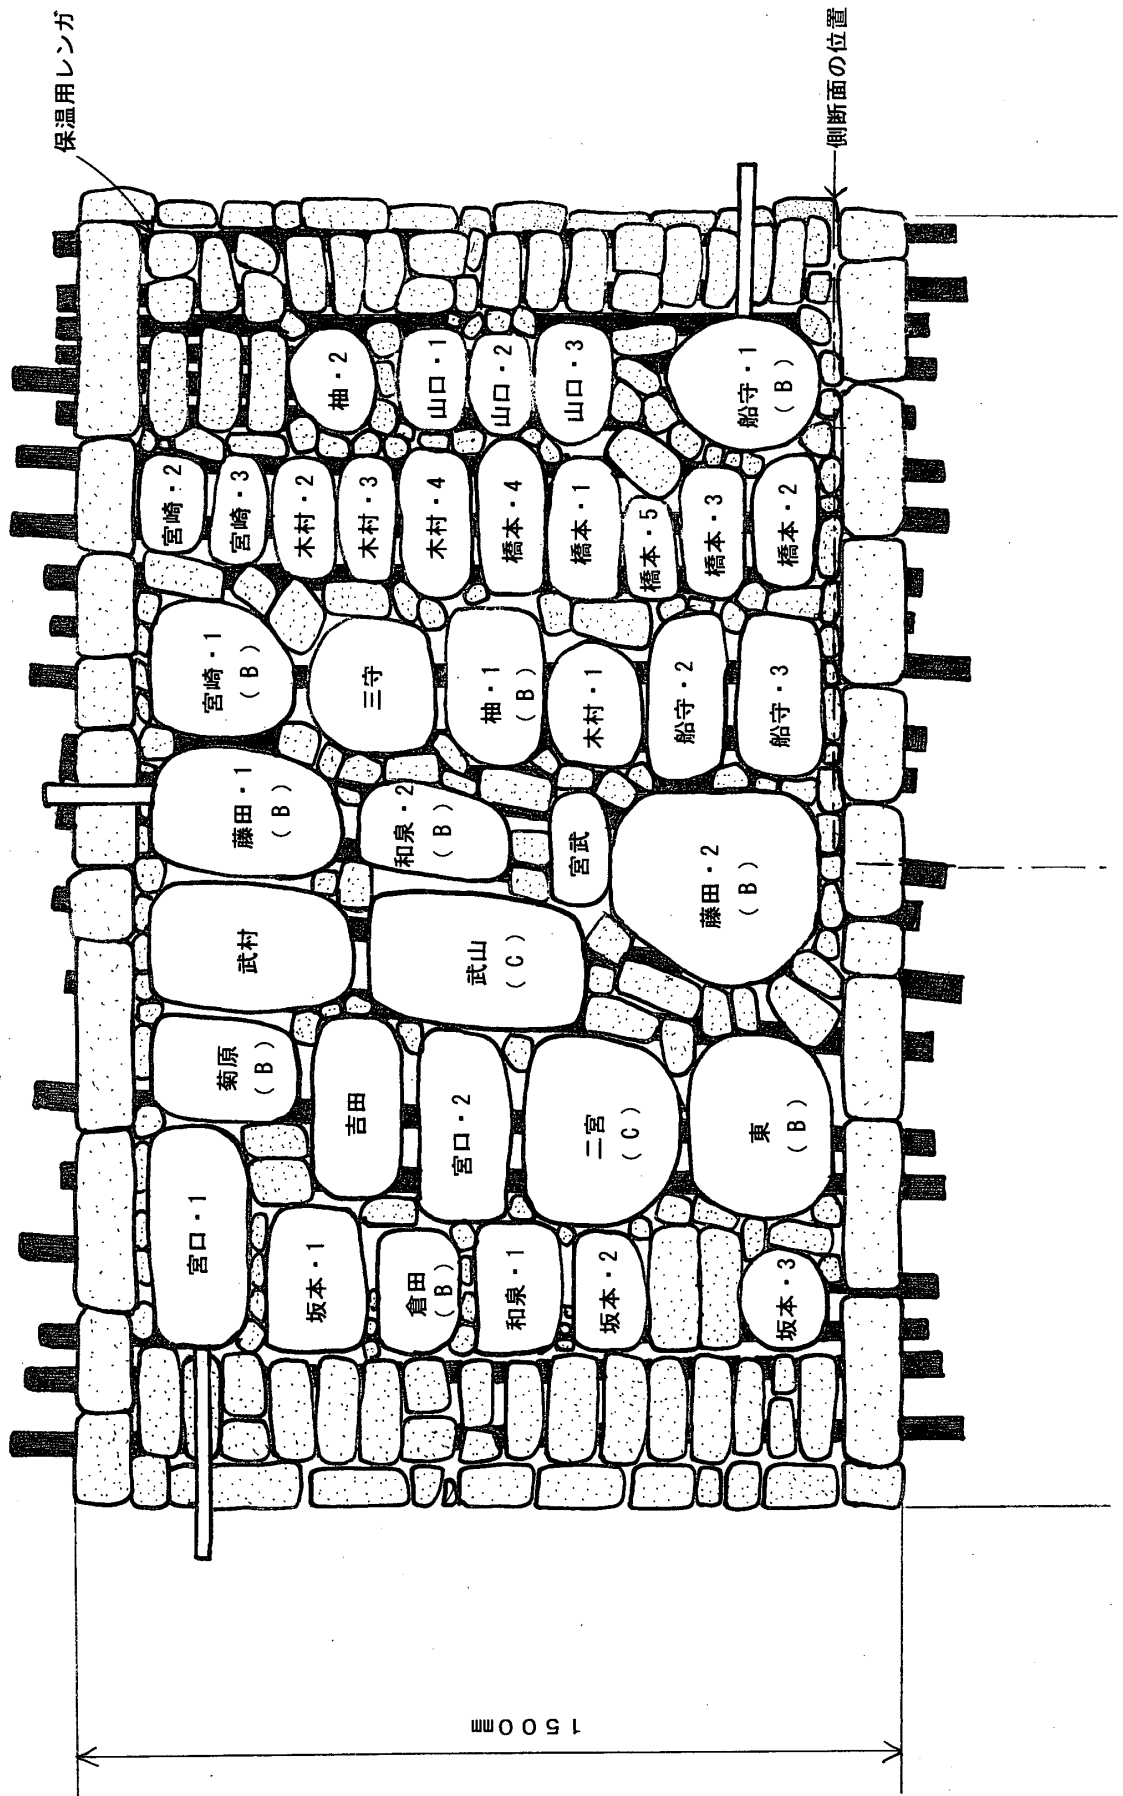 保温用レンガ
側断面の位置
柚・2
山口・1
山口・2
山口・3
船守・1
(B)
宮崎・2
宮崎・3
木村・2
木村・3
木村・4
橋本・4
橋本・1
橋本・5
橋本・3
橋本・2
宮崎・1
(B)
三守
柚・1
(B)
木村・1
船守・2
船守・3
藤田・1
(B)
和泉・2
(B)
宮武
藤田・2
(B)
武村
武山
(C)
菊原
(B)
吉田
宮口・2
二宮
(C)
東
(B)
宮口・1
坂本・1
倉田
(B)
和泉・1
坂本・2
坂本・3
1500㎜